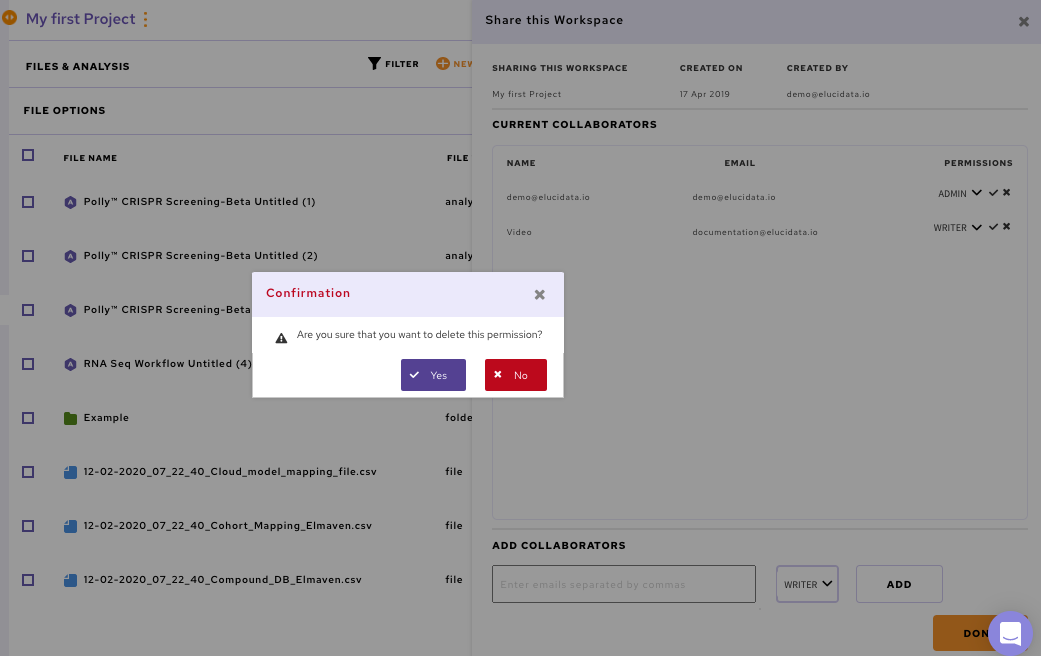 My first Project
FILES & ANALYSIS
FILTER
NEW
FILE OPTIONS
FILE NAME
FILE
Polly™ CRISPR Screening-Beta Untitled (1)
analy
Polly™ CRISPR Screening-Beta Untitled (2)
analy
Polly™ CRISPR Screening-Beta
RNA Seq Workflow Untitled (4)
Example
folde
12-02-2020_07_22_40_Cloud_model_mapping_file.csv
file
12-02-2020_07_22_40_Cohort_Mapping_Elmaven.csv
file
12-02-2020_07_22_40_Compound_DB_Elmaven.csv
file
Share this Workspace
SHARING THIS WORKSPACE
CREATED ON
CREATED BY
My first Project
17 Apr 2019
demo@elucidata.io
CURRENT COLLABORATORS
NAME
EMAIL
PERMISSIONS
demo@elucidata.io
demo@elucidata.io
ADMIN
Video
documentation@elucidata.io
WRITER
Confirmation
Are you sure that you want to delete this permission?
Yes
No
ADD COLLABORATORS
Enter emails separated by commas
WRITER
ADD
DON